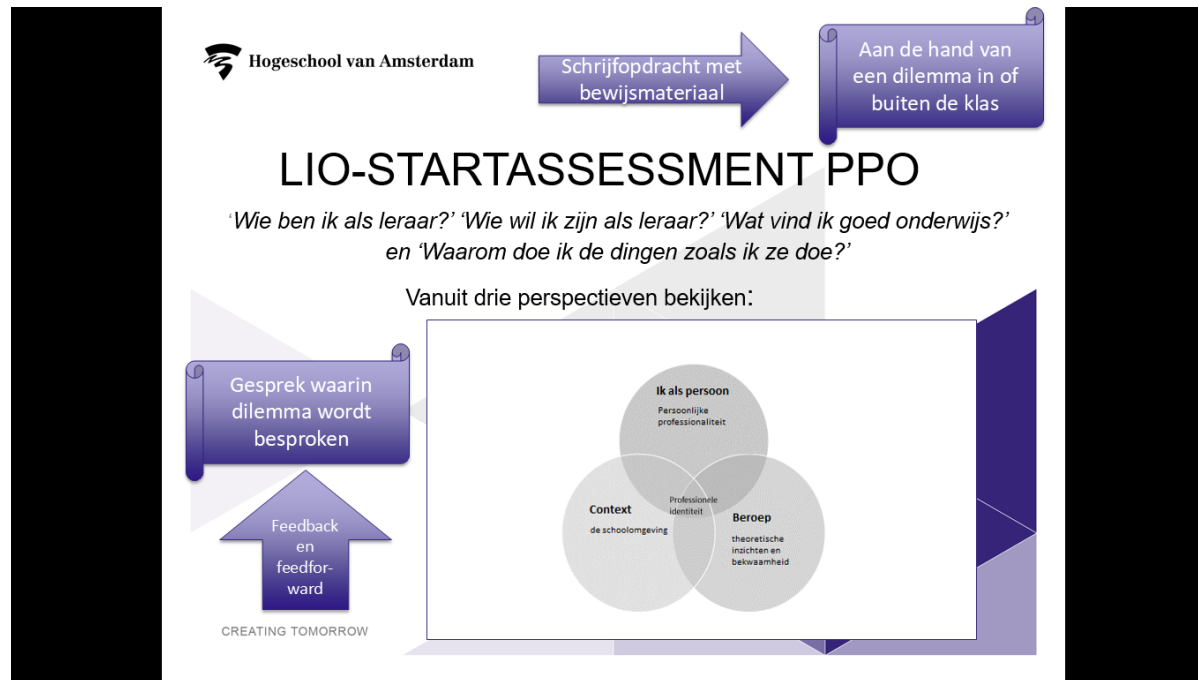 Hogeschool van Amsterdam
Schrijfopdracht met
bewijsmateriaal
Aan de hand van
een dilemma in of
buiten de klas
LIO-STARTASSESSMENT PPO
‘Wie ben ik als leraar?’ ‘Wie wil ik zijn als leraar?’ ‘Wat vind ik goed onderwijs?’
en ‘Waarom doe ik de dingen zoals ik ze doe?’
Vanuit drie perspectieven bekijken:
Gesprek waarin
dilemma wordt
besproken
Feedback
en
feedfor-
ward
Ik als persoon
Persoonlijke
professionaliteit
Professionele
identiteit
Context
de schoolomgeving
Beroep
theoretische
inzichten en
bekwaamheid
CREATING TOMORROW